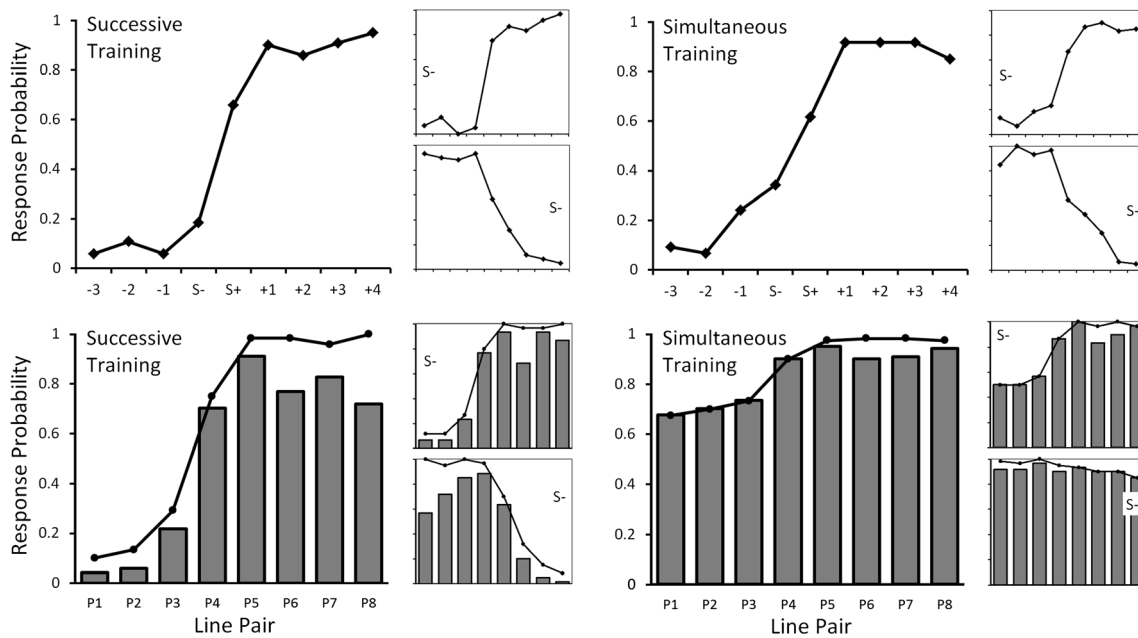 Successive
Training
Response Probability
1
0.8
0.6
0.4
0.2
0
-3 -2 -1 S- S+ +1 +2 +3 +4
S-
S-
Simultaneous
Training
1
0.8
0.6
0.4
0.2
0
-3 -2 -1 S- S+ +1 +2 +3 +4
S-
S-
Successive
Training
Response Probability
1
0.8
0.6
0.4
0.2
0
P1 P2 P3 P4 P5 P6 P7 P8
Line Pair
S-
S-
Simultaneous
Training
1
0.8
0.6
0.4
0.2
0
P1 P2 P3 P4 P5 P6 P7 P8
Line Pair
S-
S-